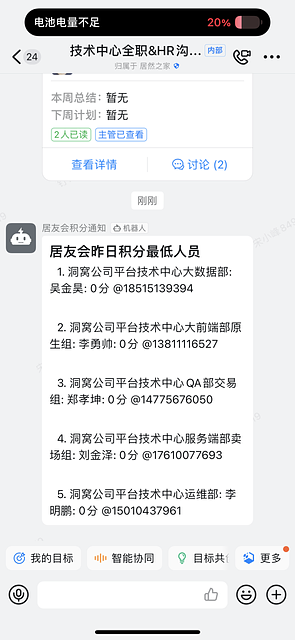 电池电量不足 20%
24 技术中心全职&HR沟... 内部
归属于 居然之家
本周总结: 暂无
下周计划: 暂无
2人已读 主管已查看
查看详情 讨论 (2)
刚刚
居友会积分通知 机器人
居友会昨日积分最低人员
1. 洞窝公司平台技术中心大数据部:
吴金昊: 0分 @18515139394
2. 洞窝公司平台技术中心大前端部原
生组: 李勇帅: 0分 @13811116527
3. 洞窝公司平台技术中心QA部交易
组: 郑孝坤: 0分 @14775676050
4. 洞窝公司平台技术中心服务端部卖
场组: 刘金泽: 0分 @17610077693
5. 洞窝公司平台技术中心运维部: 李
明鹏: 0分 @15010437961
我的目标 智能协同 目标共 更多